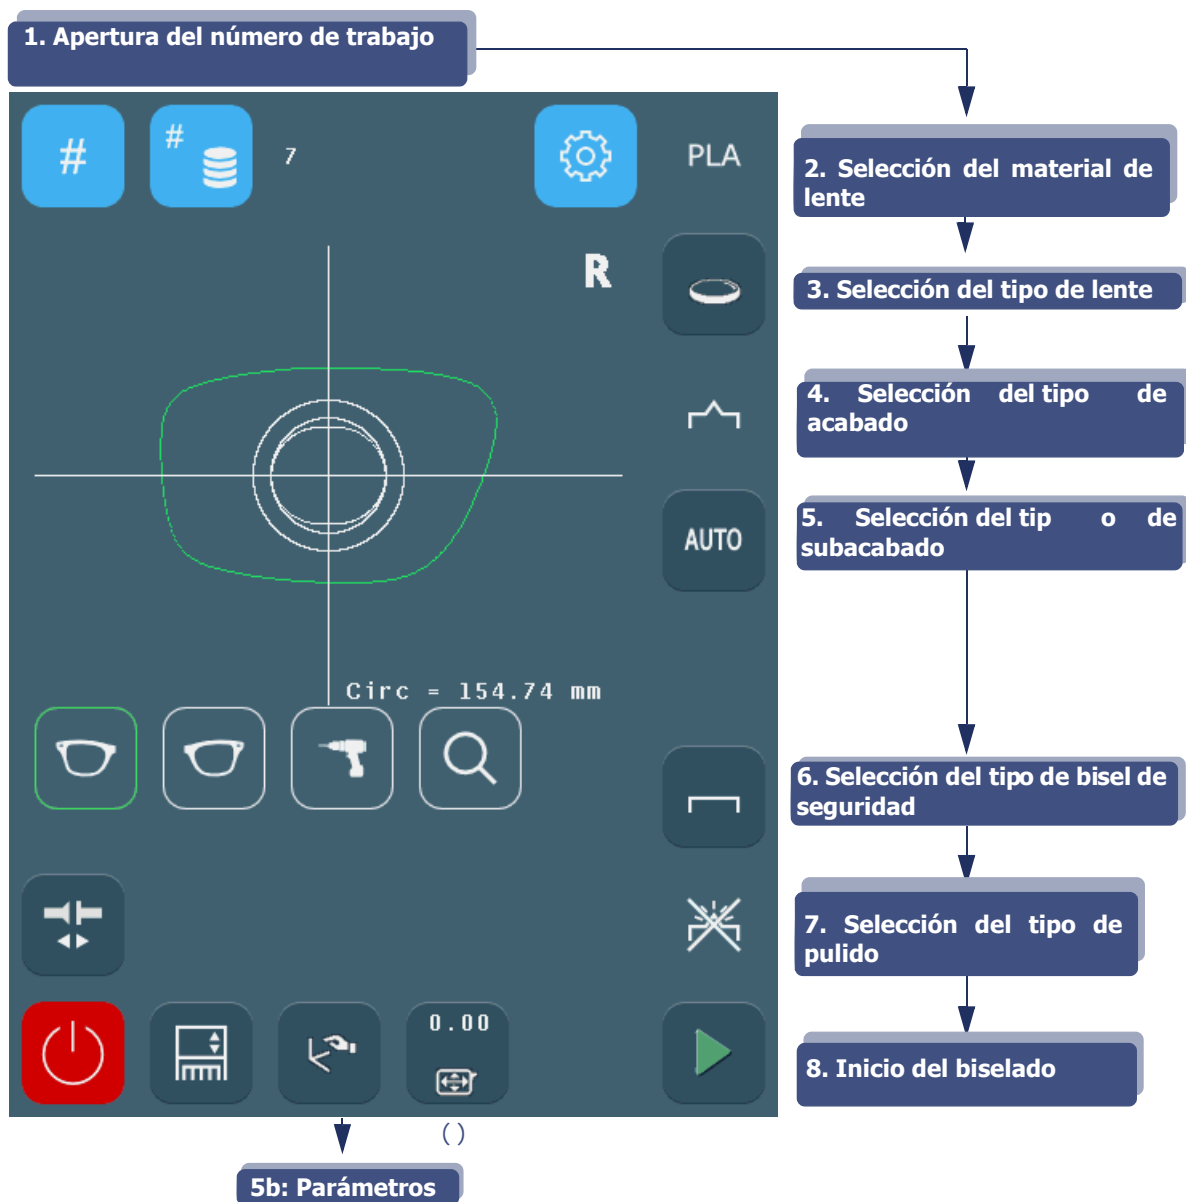 1. Apertura del número de trabajo
#
#
7
PLA
2. Selección del material de
lente
R
3. Selección del tipo de lente
4. Selección del tipo de
acabado
AUTO
5. Selección del tip o de
subacabado
Circ = 154.74 mm
6. Selección del tipo de bisel de
seguridad
7. Selección del tipo de
pulido
0.00
8. Inicio del biselado
( )
5b: Parámetros